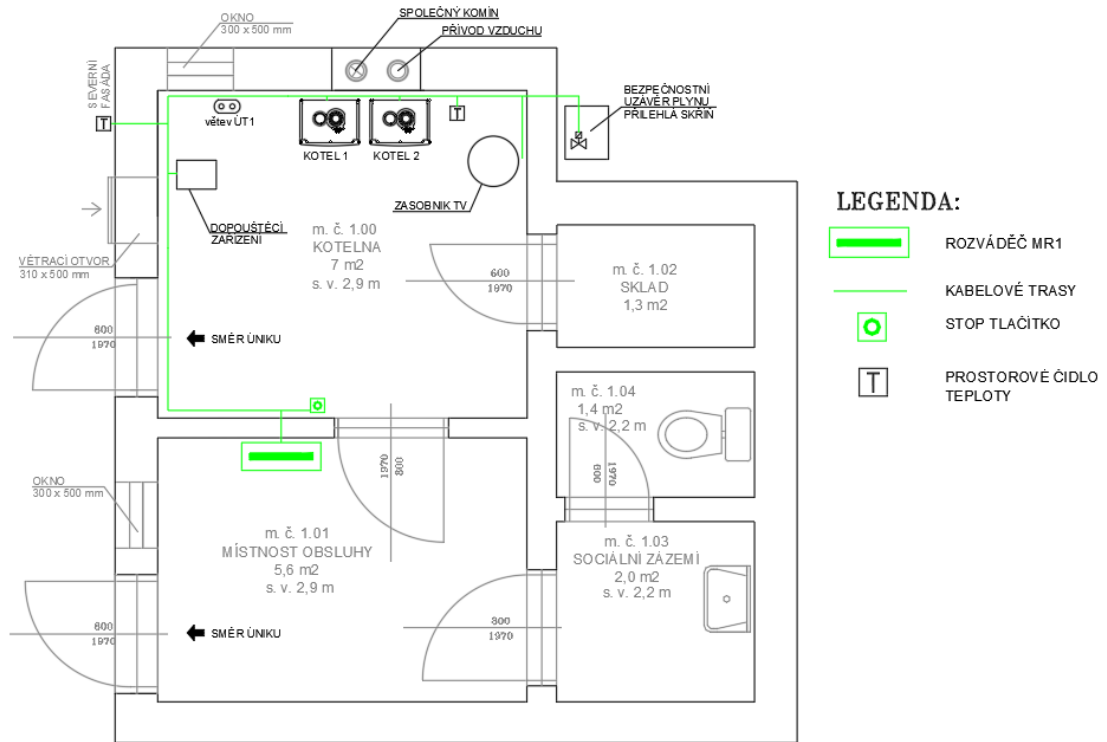 OKNO
300 x 500 mm
SPOLEČNÝ KOMÍN
PŘÍVOD VZDUCHU
SEVERNÍ
FASÁDA
T
větev ÚT1
KOTEL 1
KOTEL 2
T
BEZPEČNOSTNÍ
UZÁVĚR PLYNU
PŘILEHLÁ SKŘÍŇ
ZASOBNIK TV
DOPOUŠTĚCÍ
ZAŘÍZENÍ
m. č. 1.00
KOTELNA
7 m2
s. v. 2,9 m
VĚTRACÍ OTVOR
310 x 500 mm
600
1970
m. č. 1.02
SKLAD
1,3 m2
600
1970
SMĚR ÚNIKU
m. č. 1.04
1,4 m2
s. v. 2,2 m
1970
800
600
1970
OKNO
300 x 500 mm
m. č. 1.01
MÍSTNOST OBSLUHY
5,6 m2
s. v. 2,9 m
m. č. 1.03
SOCIÁLNÍ ZÁZEMÍ
2,0 m2
s. v. 2,2 m
600
1970
SMĚR ÚNIKU
800
1970
LEGENDA:
ROZVÁDĚČ MR1
KABELOVÉ TRASY
STOP TLAČÍTKO
T
PROSTOROVÉ ČIDLO
TEPLOTY